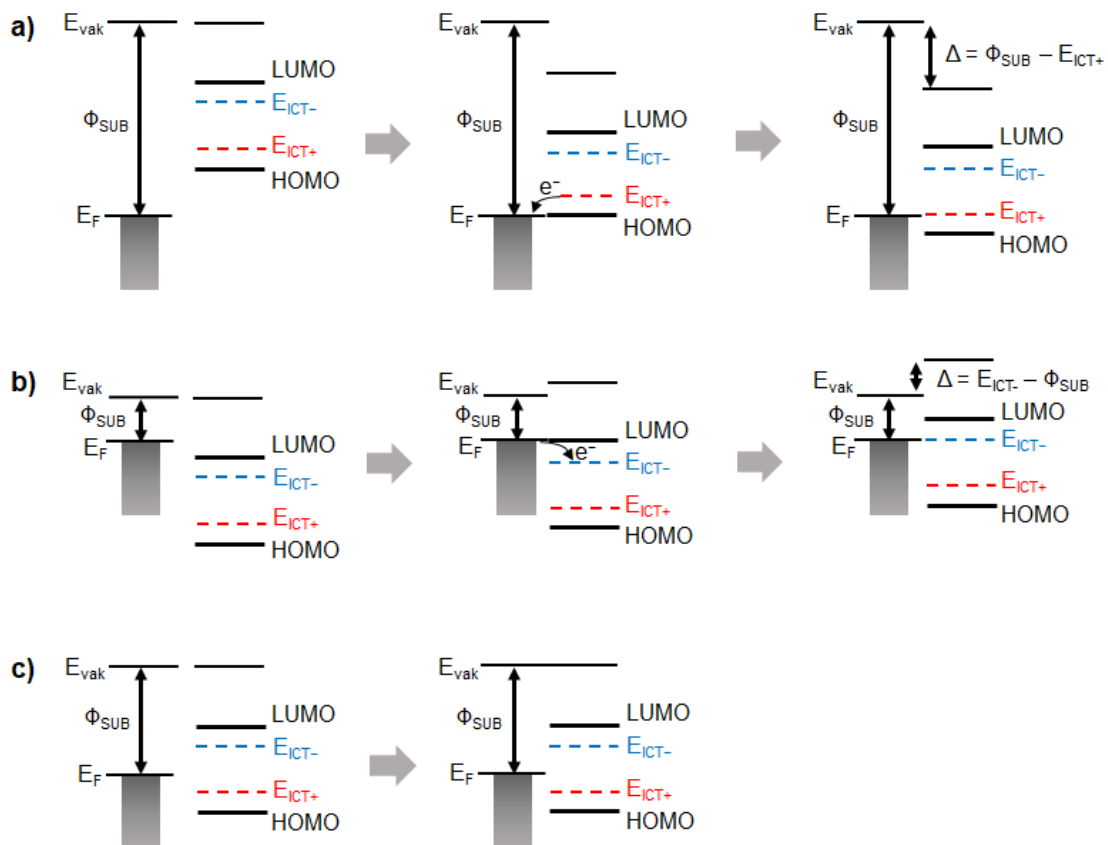 a)
E_vak
Φ_SUB
E_F
LUMO
E_ICT−
E_ICT+
HOMO
E_vak
Φ_SUB
E_F
e⁻
LUMO
E_ICT−
E_ICT+
HOMO
E_vak
Δ = Φ_SUB − E_ICT+
Φ_SUB
E_F
LUMO
E_ICT−
E_ICT+
HOMO
b)
E_vak
Φ_SUB
E_F
LUMO
E_ICT−
E_ICT+
HOMO
E_vak
Φ_SUB
E_F
e⁻
LUMO
E_ICT−
E_ICT+
HOMO
E_vak
Δ = E_ICT- − Φ_SUB
Φ_SUB
E_F
LUMO
E_ICT−
E_ICT+
HOMO
c)
E_vak
Φ_SUB
E_F
LUMO
E_ICT−
E_ICT+
HOMO
E_vak
Φ_SUB
E_F
LUMO
E_ICT−
E_ICT+
HOMO